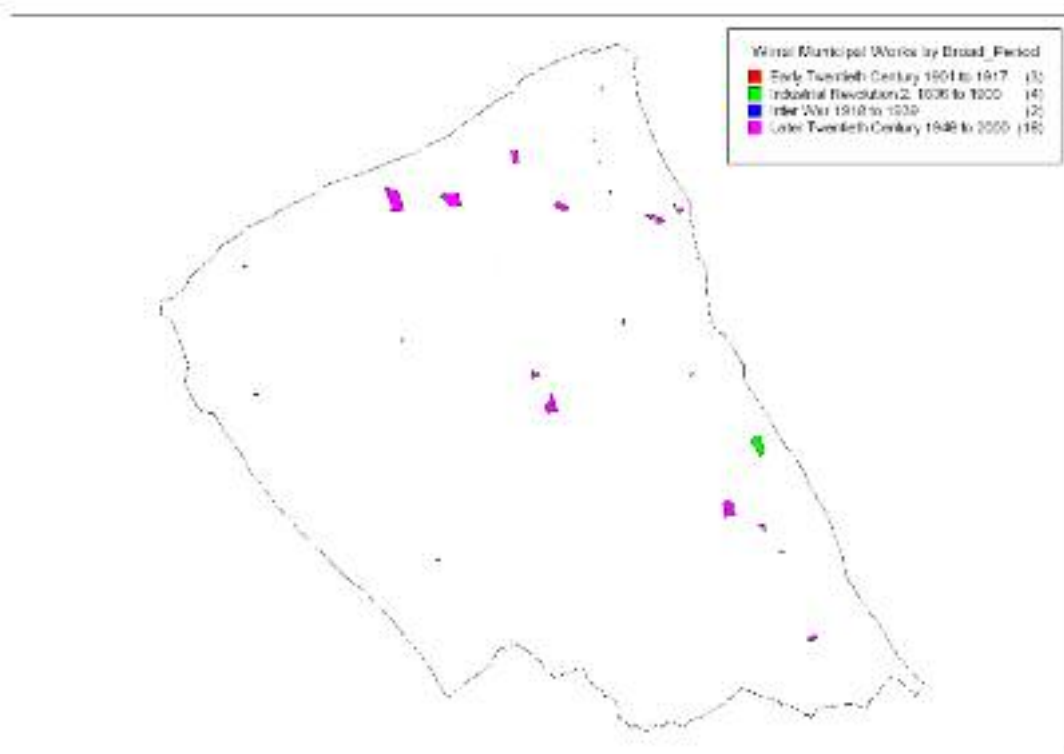 Wirral Municipal Works by Broad_Period
Early Twentieth Century 1901 to 1917 (3)
Industrial Revolution 2, 1836 to 1900 (4)
Inter War 1918 to 1939 (2)
Later Twentieth Century 1946 to 2000